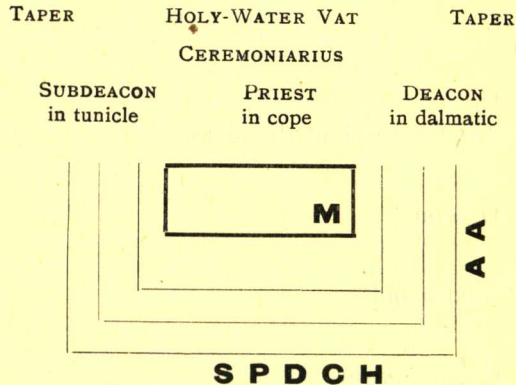 TAPER HOLY-WATER VAT TAPER
CEREMONIARIUS
SUBDEACON PRIEST DEACON
in tunicle in cope in dalmatic
M
A
A
S P D C H